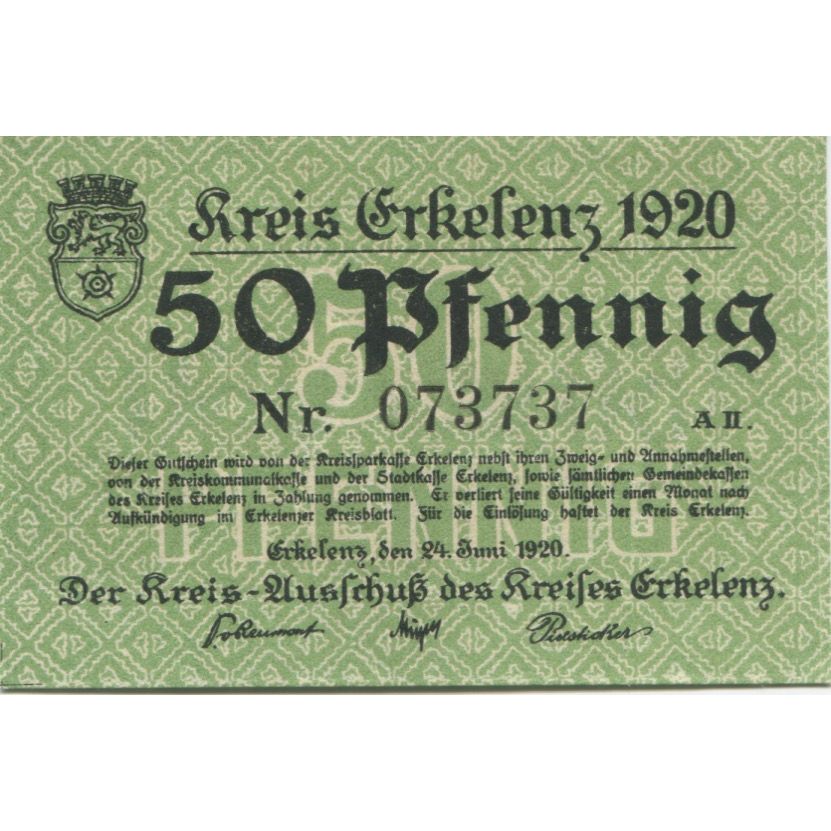 Kreis Erkelenz 1920
50 Pfennig
Nr. 073737 A II.
Dieser Gutschein wird von der Kreissparkasse Erkelenz nebst ihren Zweig- und Annahmestellen,
von der Kreiskommunalkasse und der Stadtkasse Erkelenz, sowie sämtlichen Gemeindekassen
des Kreises Erkelenz in Zahlung genommen. Er verliert seine Gültigkeit einen Monat nach
Aufkündigung im Erkelenzer Kreisblatt. Für die Einlösung haftet der Kreis Erkelenz.
Erkelenz, den 24. Juni 1920.
Der Kreis-Ausschuß des Kreises Erkelenz.
50
PFENNIG